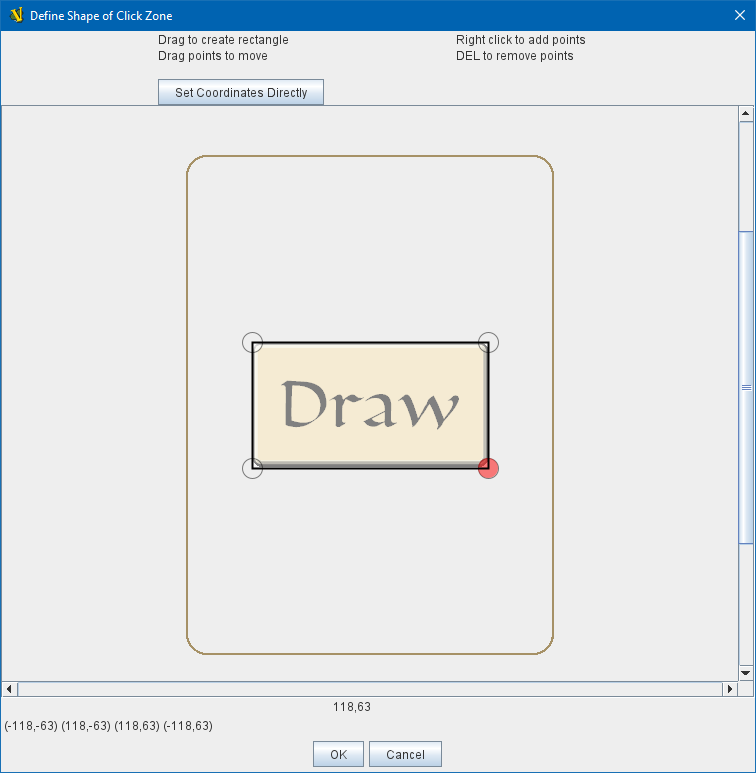 Define Shape of Click Zone
Drag to create rectangle
Right click to add points
Drag points to move
DEL to remove points
Set Coordinates Directly
Draw
118,63
(-118,-63) (118,-63) (118,63) (-118,63)
OK
Cancel